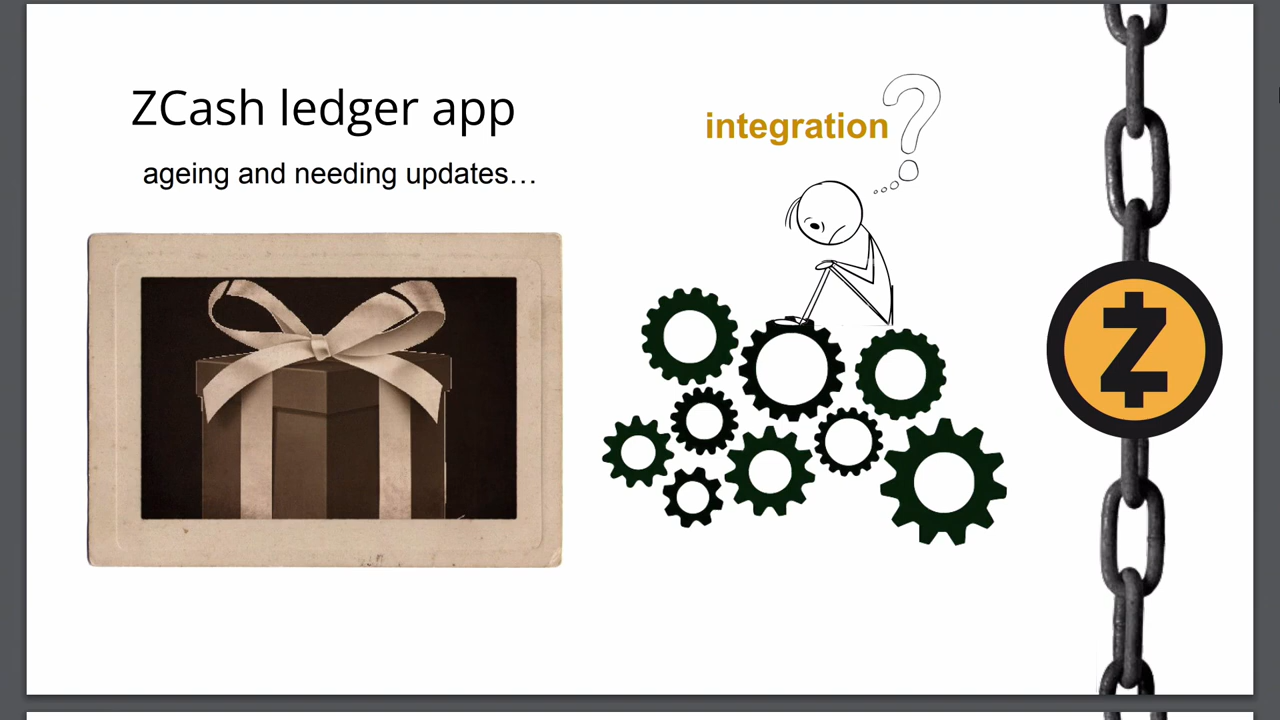 ZCash ledger app
ageing and needing updates…
integration?